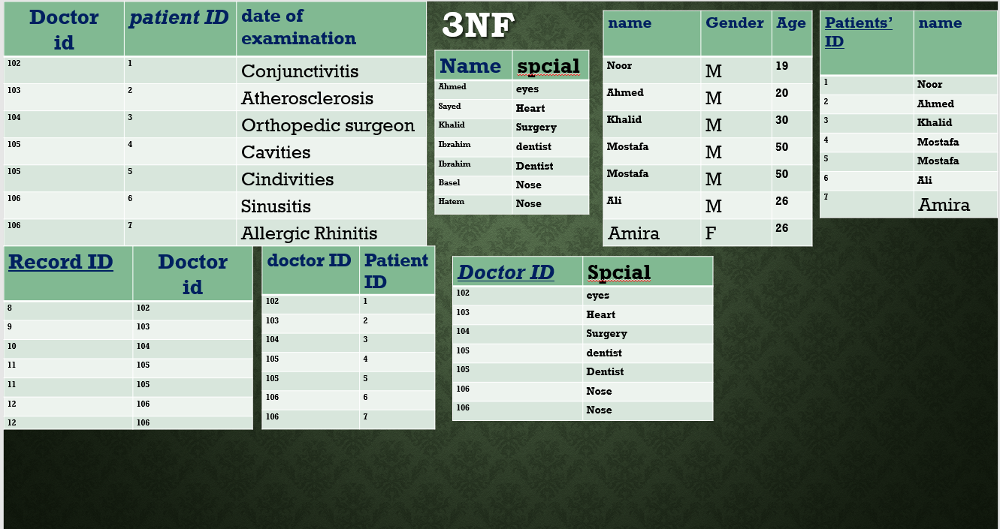 Doctor id patient ID date of examination
102 1 Conjunctivitis
103 2 Atherosclerosis
104 3 Orthopedic surgeon
105 4 Cavities
105 5 Cindivities
106 6 Sinusitis
106 7 Allergic Rhinitis
3NF
Name spcial
Ahmed eyes
Sayed Heart
Khalid Surgery
Ibrahim dentist
Ibrahim Dentist
Basel Nose
Hatem Nose
name Gender Age
Noor M 19
Ahmed M 20
Khalid M 30
Mostafa M 50
Mostafa M 50
Ali M 26
Amira F 26
Patients’ ID name
1 Noor
2 Ahmed
3 Khalid
4 Mostafa
5 Mostafa
6 Ali
7 Amira
Record ID Doctor id
8 102
9 103
10 104
11 105
11 105
12 106
12 106
doctor ID Patient ID
102 1
103 2
104 3
105 4
105 5
106 6
106 7
Doctor ID Spcial
102 eyes
103 Heart
104 Surgery
105 dentist
105 Dentist
106 Nose
106 Nose